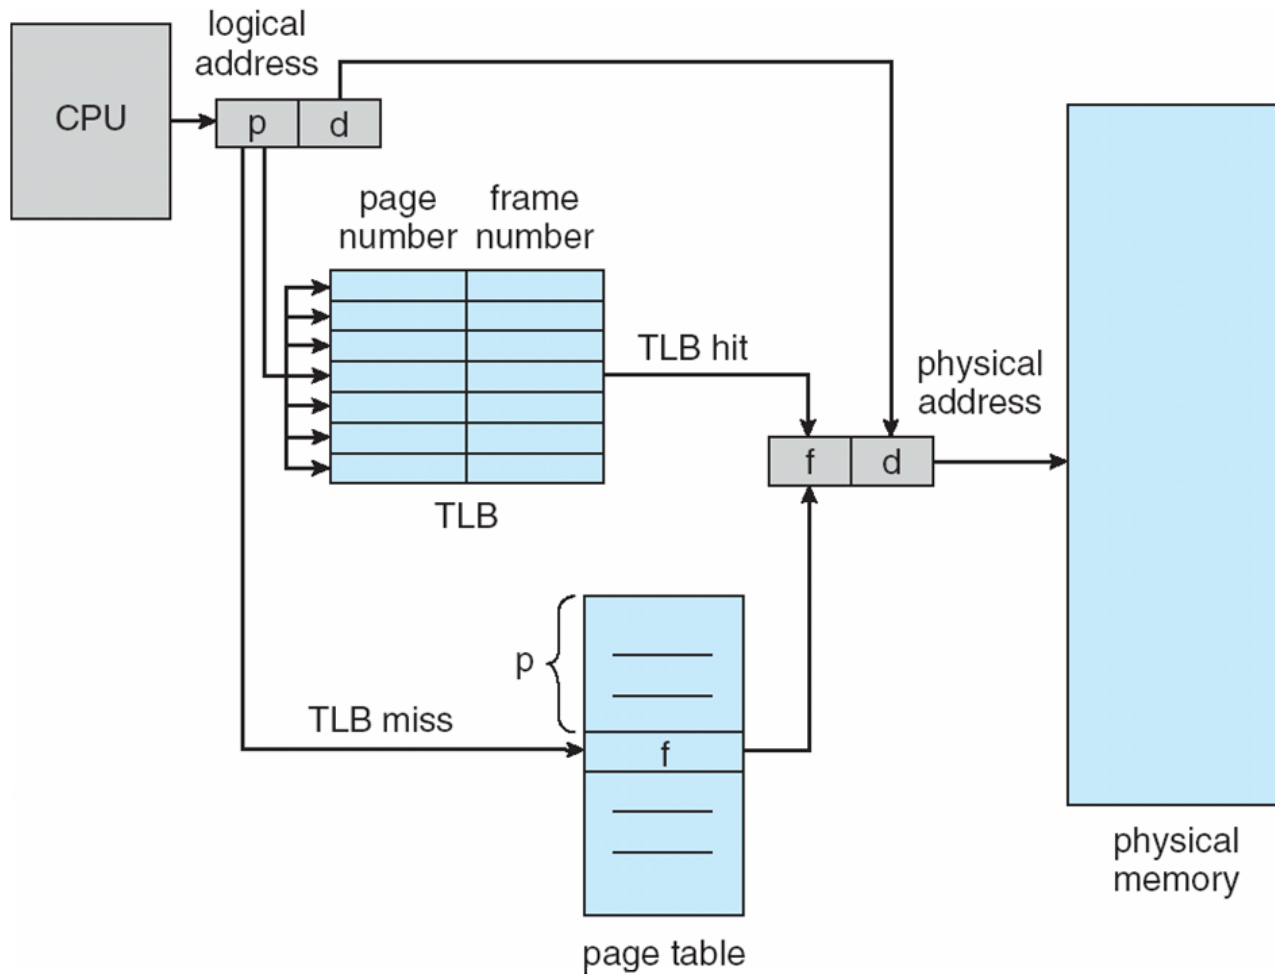 logical
address
CPU
p
d
page
number
frame
number
TLB hit
physical
address
f
d
TLB
p
TLB miss
f
physical
memory
page table